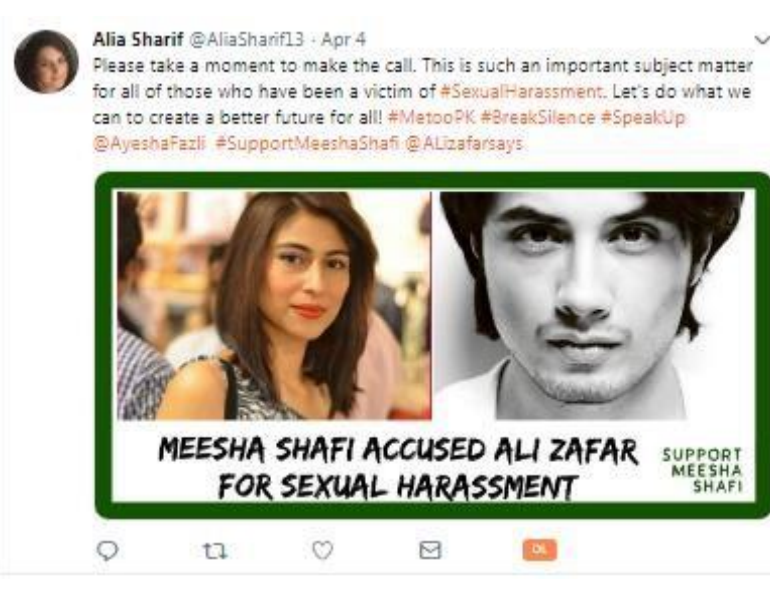 Alia Sharif @AliaSharif13 · Apr 4
Please take a moment to make the call. This is such an important subject matter
for all of those who have been a victim of #SexualHarassment. Let's do what we
can to create a better future for all! #MetooPK #BreakSilence #SpeakUp
@AyeshaFazli #SupportMeeshaShafi @ALizafarsays
MEESHA SHAFI ACCUSED ALI ZAFAR
FOR SEXUAL HARASSMENT
SUPPORT
MEESHA
SHAFI